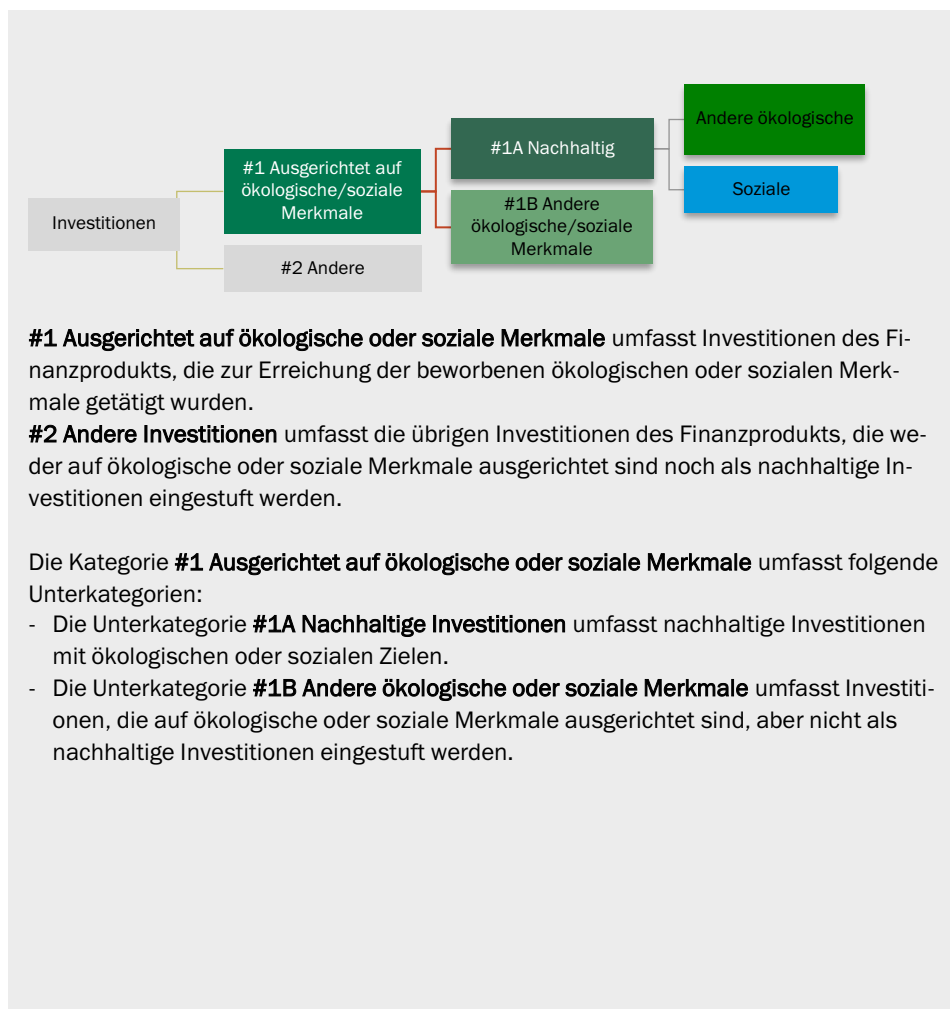 Andere ökologische
#1A Nachhaltig
#1 Ausgerichtet auf
ökologische/soziale
Merkmale
Soziale
#1B Andere
ökologische/soziale
Merkmale
Investitionen
#2 Andere
#1 Ausgerichtet auf ökologische oder soziale Merkmale umfasst Investitionen des Fi-
nanzprodukts, die zur Erreichung der beworbenen ökologischen oder sozialen Merk-
male getätigt wurden.
#2 Andere Investitionen umfasst die übrigen Investitionen des Finanzprodukts, die we-
der auf ökologische oder soziale Merkmale ausgerichtet sind noch als nachhaltige In-
vestitionen eingestuft werden.
Die Kategorie #1 Ausgerichtet auf ökologische oder soziale Merkmale umfasst folgende
Unterkategorien:
- Die Unterkategorie #1A Nachhaltige Investitionen umfasst nachhaltige Investitionen
mit ökologischen oder sozialen Zielen.
- Die Unterkategorie #1B Andere ökologische oder soziale Merkmale umfasst Investiti-
onen, die auf ökologische oder soziale Merkmale ausgerichtet sind, aber nicht als
nachhaltige Investitionen eingestuft werden.